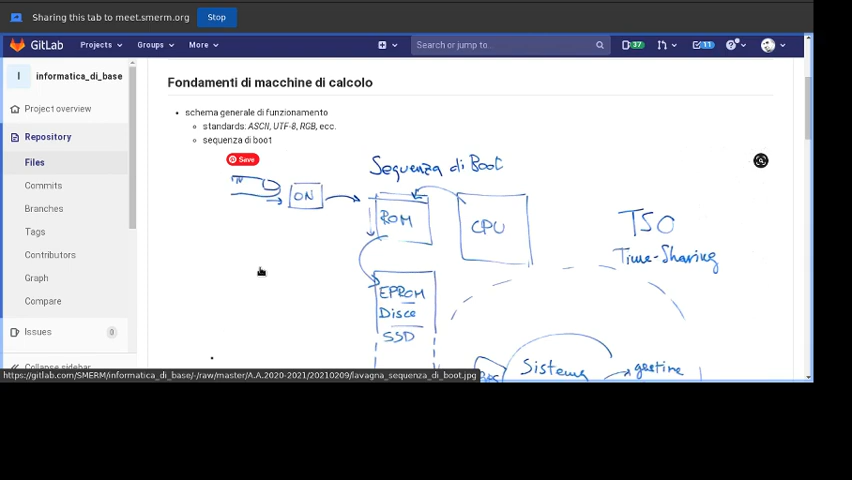 Sharing this tab to meet.smerm.org
Stop
GitLab
Projects
Groups
More
Search or jump to...
37
11
I
informatica_di_base
Project overview
Repository
Files
Commits
Branches
Tags
Contributors
Graph
Compare
Issues
0
Collapse sidebar
Fondamenti di macchine di calcolo
schema generale di funzionamento
standards: ASCII, UTF-8, RGB, ecc.
sequenza di boot
Save
Sequenza di Boot
ON
ROM
CPU
TSO
Time-Sharing
EPROM
Disco
SSD
Sistema
gestine
https://gitlab.com/SMERM/informatica_di_base/-/raw/master/A.A.2020-2021/20210209/lavagna_sequenza_di_boot.jpg